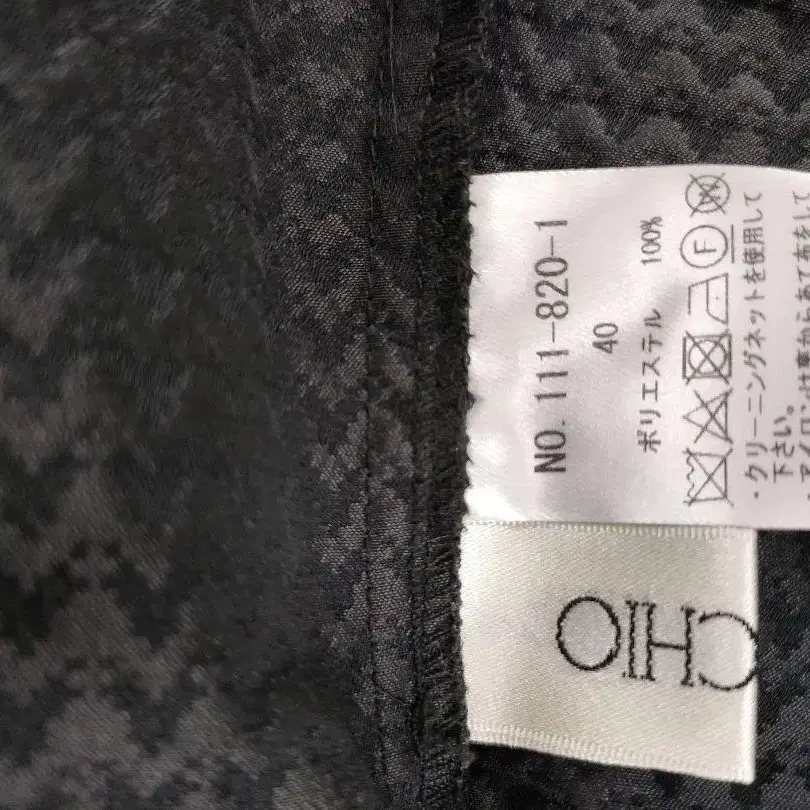 NO. 111-820-1
40
ポリエステル 100%
F
・クリーニングネットを使用して
下さい。
CHIO